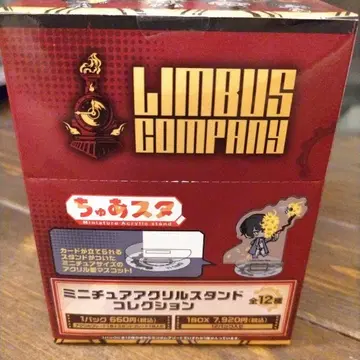 LIMBUS
COMPANY
ちゅあスタ
Miniature Acrylic stand
カードが立てられる
スタンドがついた
ミニチュアサイズの
アクリル製マスコット!
ミニチュアアクリルスタンド
コレクション
全12種
1パック 660円(税込)
1BOX 7,920円(税込)